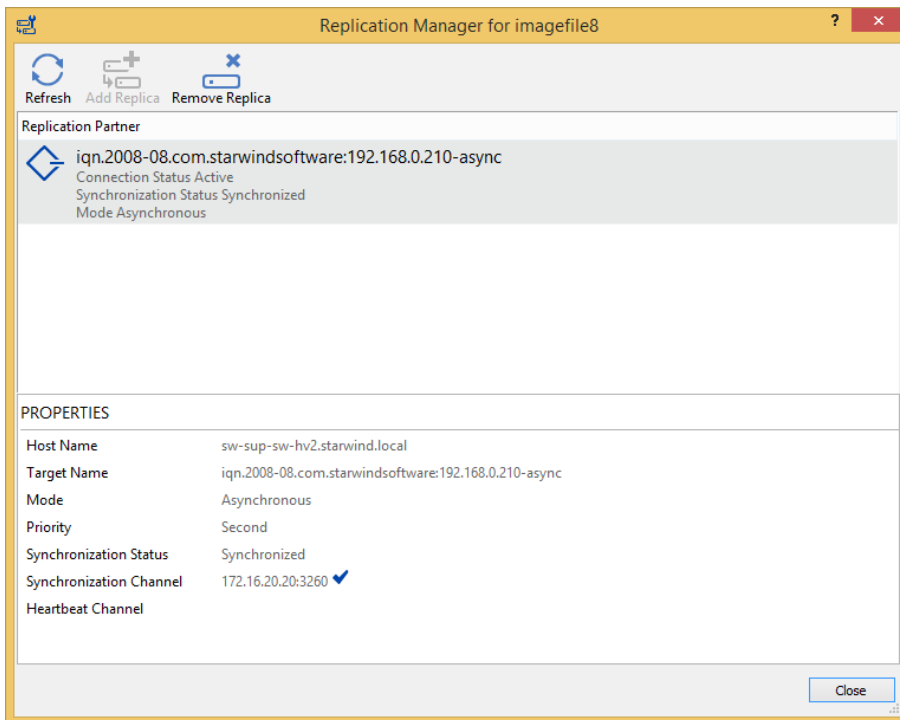 Replication Manager for imagefile8
?
Refresh
Add Replica
Remove Replica
Replication Partner
iqn.2008-08.com.starwindsoftware:192.168.0.210-async
Connection Status Active
Synchronization Status Synchronized
Mode Asynchronous
PROPERTIES
Host Name sw-sup-sw-hv2.starwind.local
Target Name iqn.2008-08.com.starwindsoftware:192.168.0.210-async
Mode Asynchronous
Priority Second
Synchronization Status Synchronized
Synchronization Channel 172.16.20.20:3260
Heartbeat Channel
Close